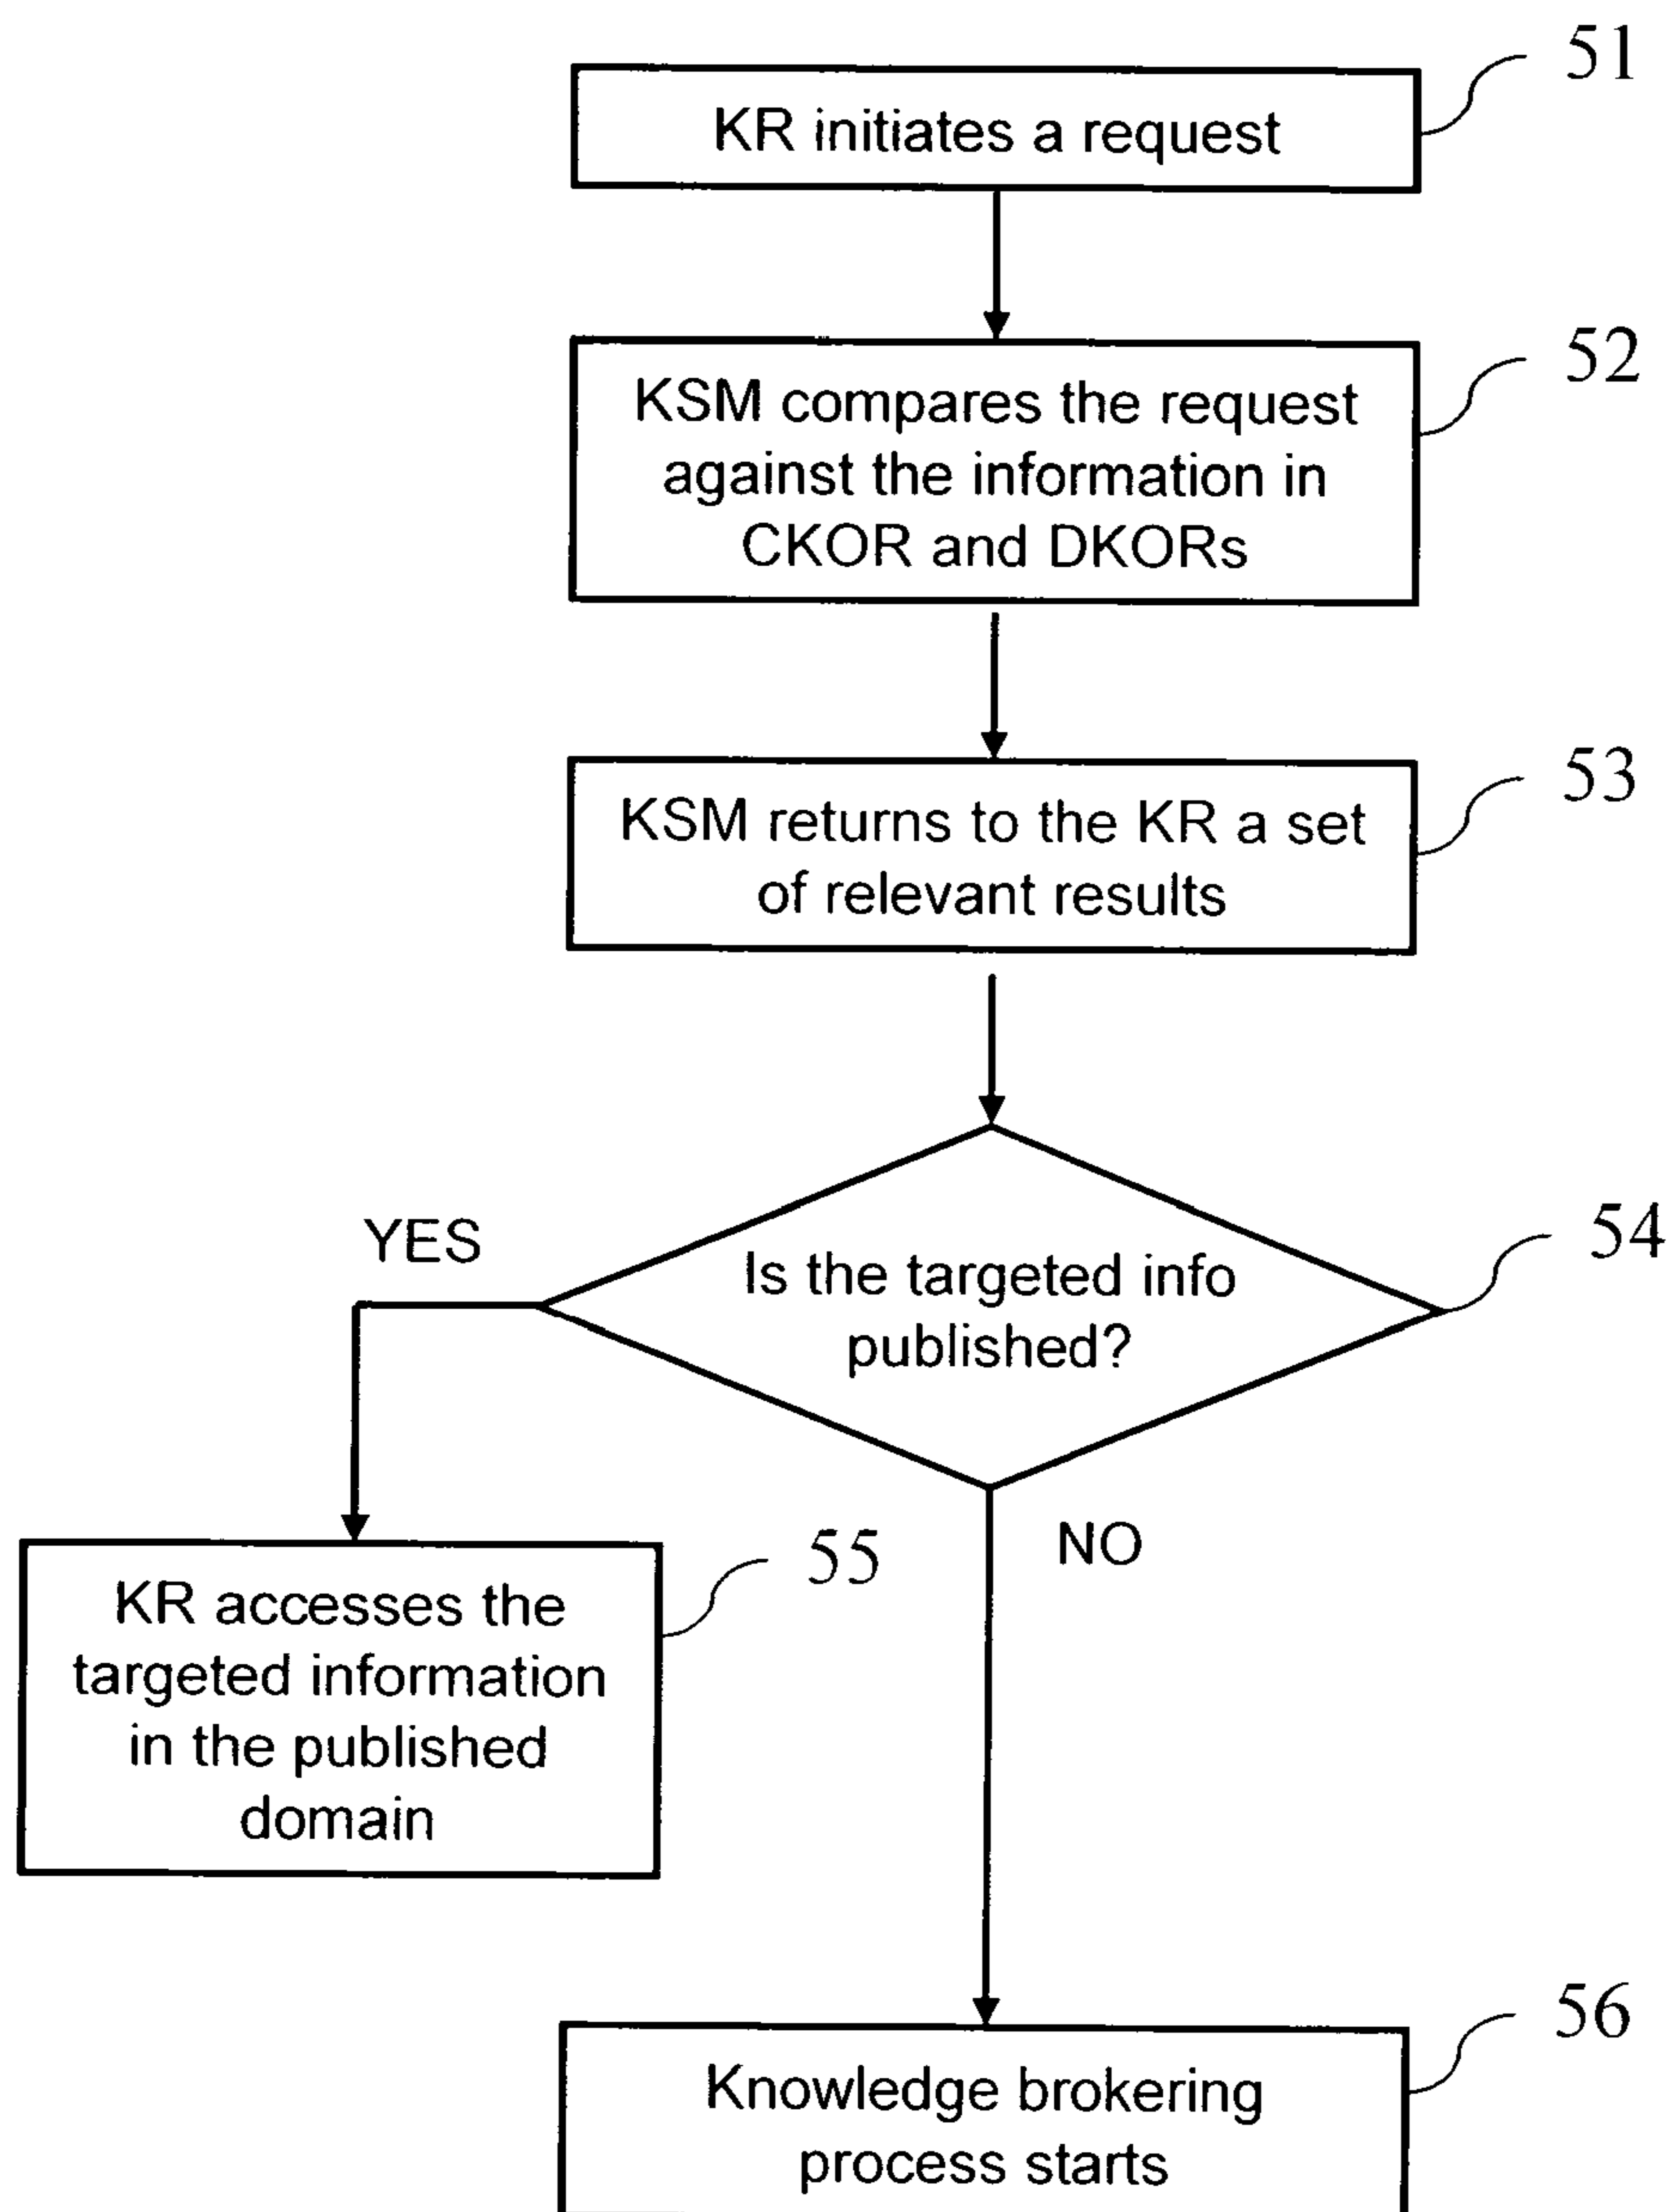 51
KR initiates a request
52
KSM compares the request
against the information in
CKOR and DKORs
53
KSM returns to the KR a set
of relevant results
54
YES
Is the targeted info
published?
NO
55
KR accesses the
targeted information
in the published
domain
56
Knowledge brokering
process starts